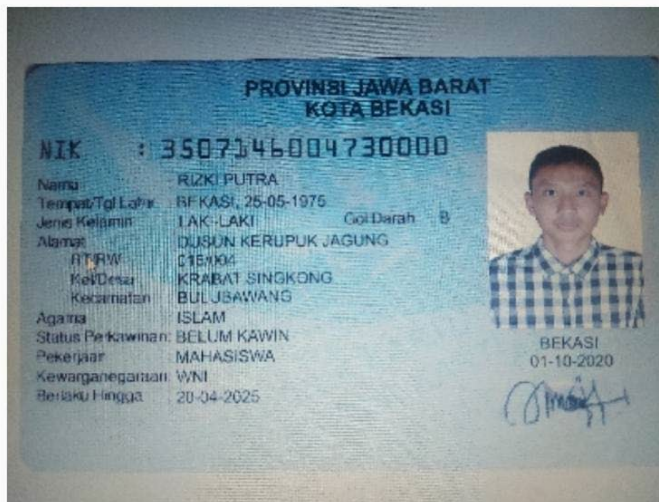 PROVINSI JAWA BARAT
KOTA BEKASI
NIK : 3507146004730000
Nama : RIZKI PUTRA
Tempat/Tgl Lahir : BEKASI, 25-05-1975
Jenis Kelamin : LAKI-LAKI Gol Darah : B
Alamat : DUSUN KERUPUK JAGUNG
RT/RW : 015/004
Kel/Desa : KRABAT SINGKONG
Kecamatan : BULUSAWANG
Agama : ISLAM
Status Perkawinan: BELUM KAWIN
Pekerjaan : MAHASISWA
Kewarganegaraan: WNI
Berlaku Hingga : 20-04-2025
BEKASI
01-10-2020